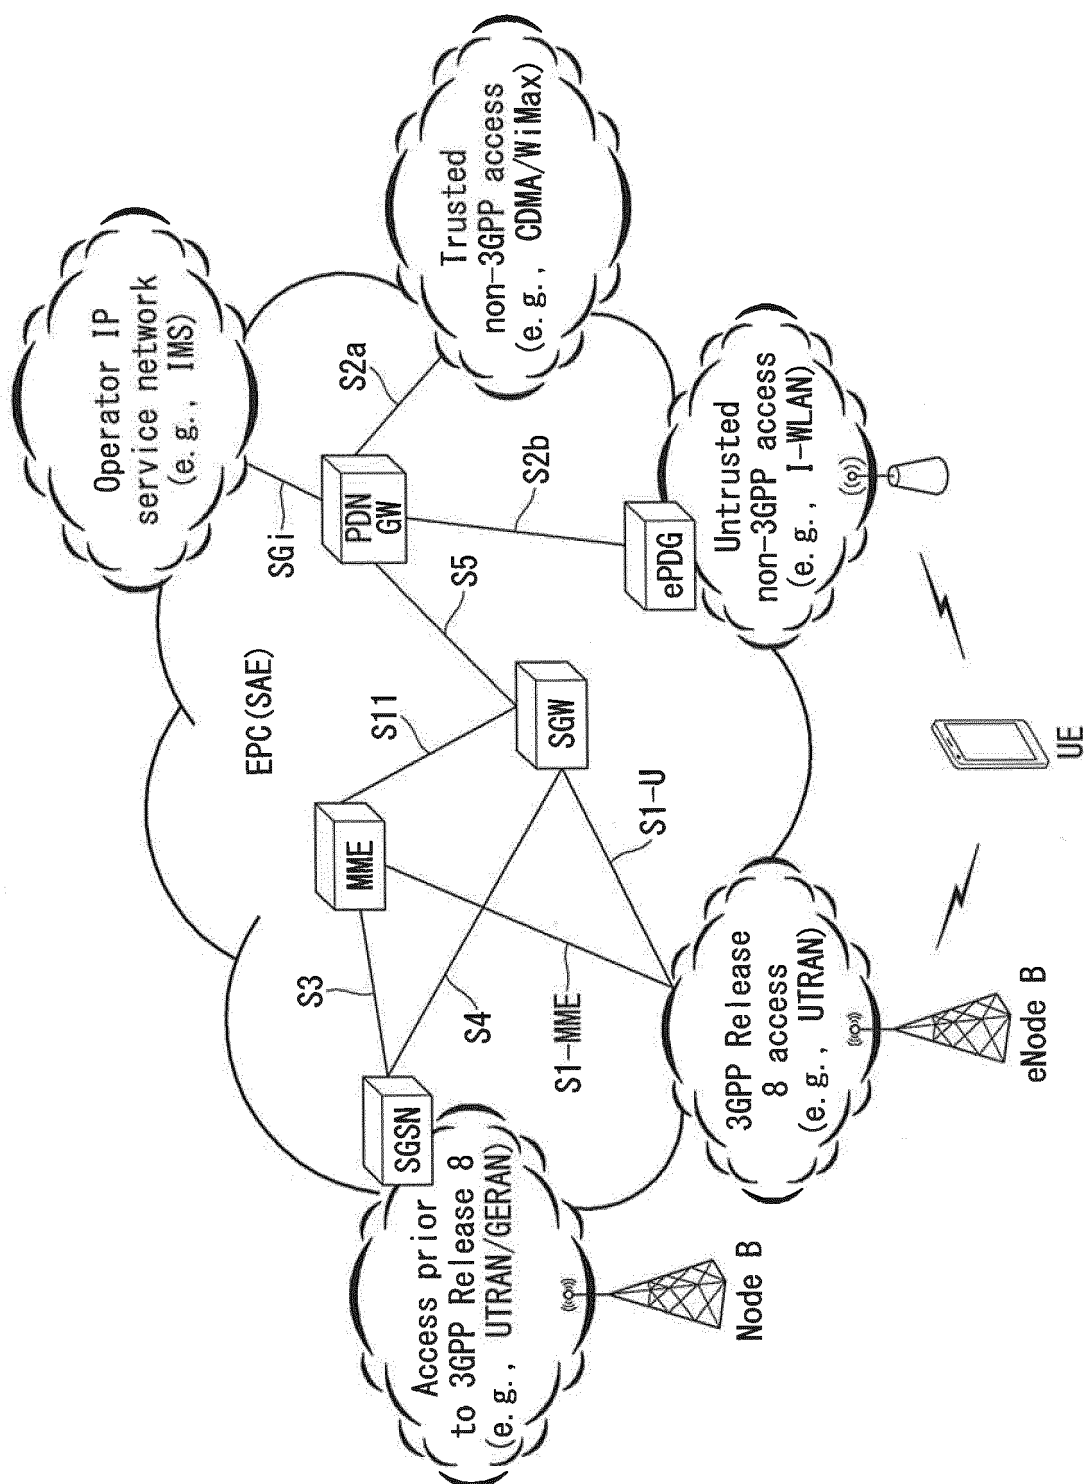 Operator IP
service network
(e.g., IMS)
Trusted
non-3GPP access
(e.g., CDMA/WiMax)
EPC(SAE)
SGi
S2a
PDN
GW
S3
MME
S11
S5
S2b
SGSN
Access prior
to 3GPP Release 8
(e.g., UTRAN/GERAN)
S4
SGW
S1-MME
S1-U
ePDG
Untrusted
non-3GPP access
(e.g., I-WLAN)
3GPP Release
8 access
(e.g., UTRAN)
Node B
eNode B
UE